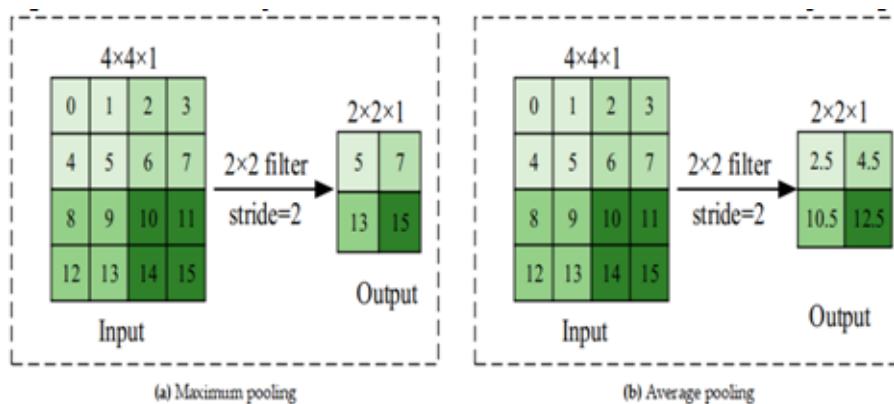 4×4×1
0 1 2 3
4 5 6 7
8 9 10 11
12 13 14 15
Input
2×2 filter
stride=2
2×2×1
5 7
13 15
Output
(a) Maximum pooling
4×4×1
0 1 2 3
4 5 6 7
8 9 10 11
12 13 14 15
Input
2×2 filter
stride=2
2×2×1
2.5 4.5
10.5 12.5
Output
(b) Average pooling